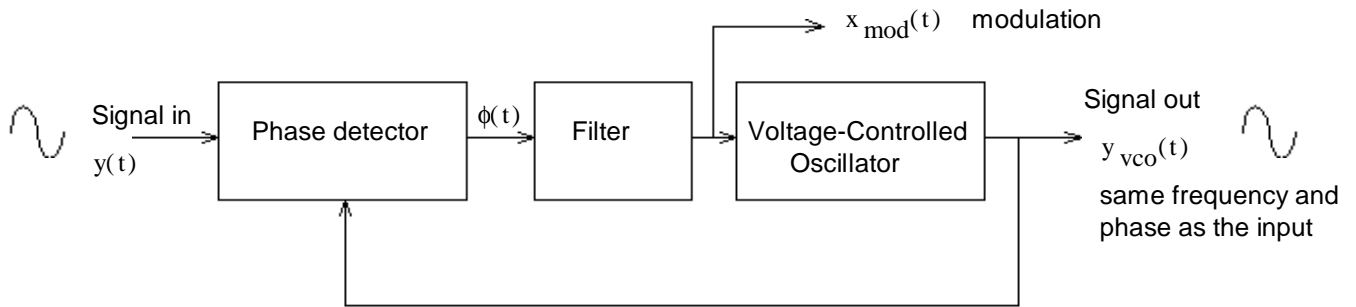 x mod (t) modulation
Signal in
y(t)
Phase detector
ϕ(t)
Filter
Voltage-Controlled
Oscillator
Signal out
y vco (t)
same frequency and
phase as the input